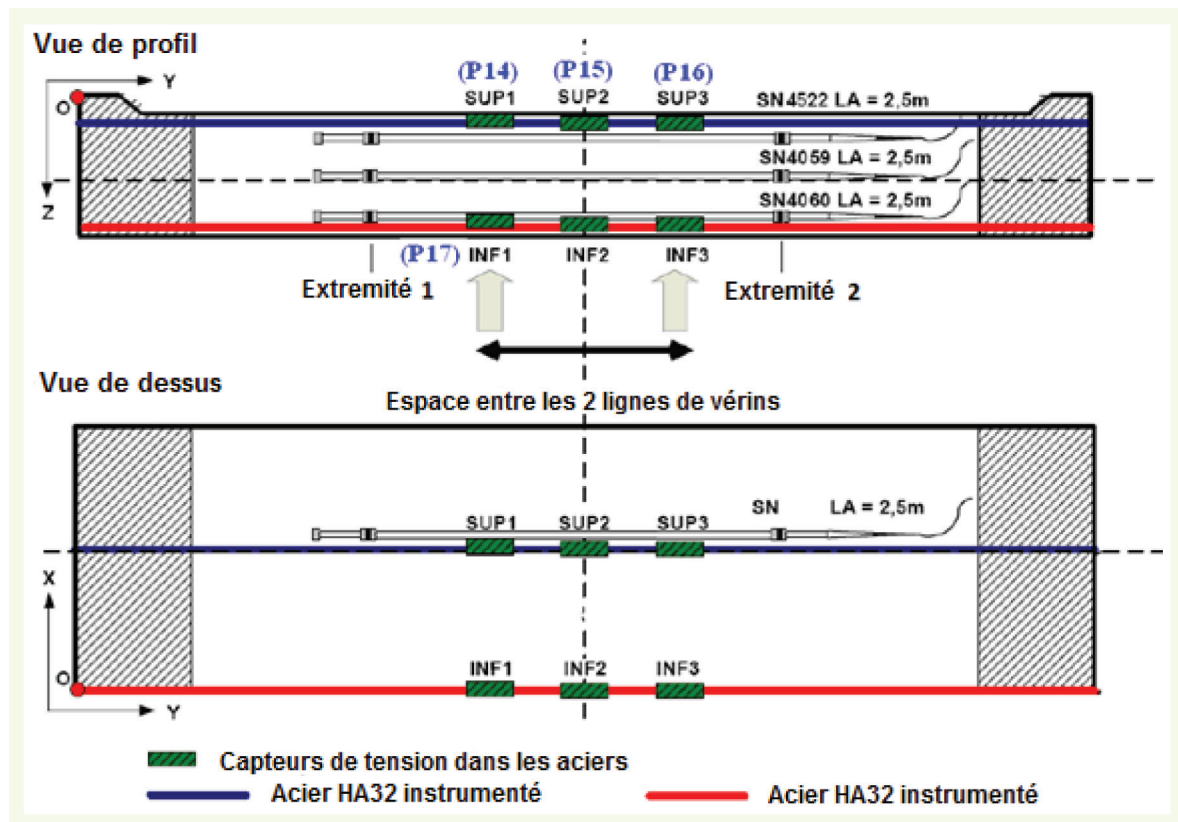 Vue de profil
(P14) (P15) (P16)
O Y SUP1 SUP2 SUP3 SN4522 LA = 2,5m
SN4059 LA = 2,5m
Z SN4060 LA = 2,5m
(P17) INF1 INF2 INF3
Extremité 1 Extremité 2
Vue de dessus
Espace entre les 2 lignes de vérins
SUP1 SUP2 SUP3 SN LA = 2,5m
X
O INF1 INF2 INF3
Y
Capteurs de tension dans les aciers
Acier HA32 instrumenté Acier HA32 instrumenté